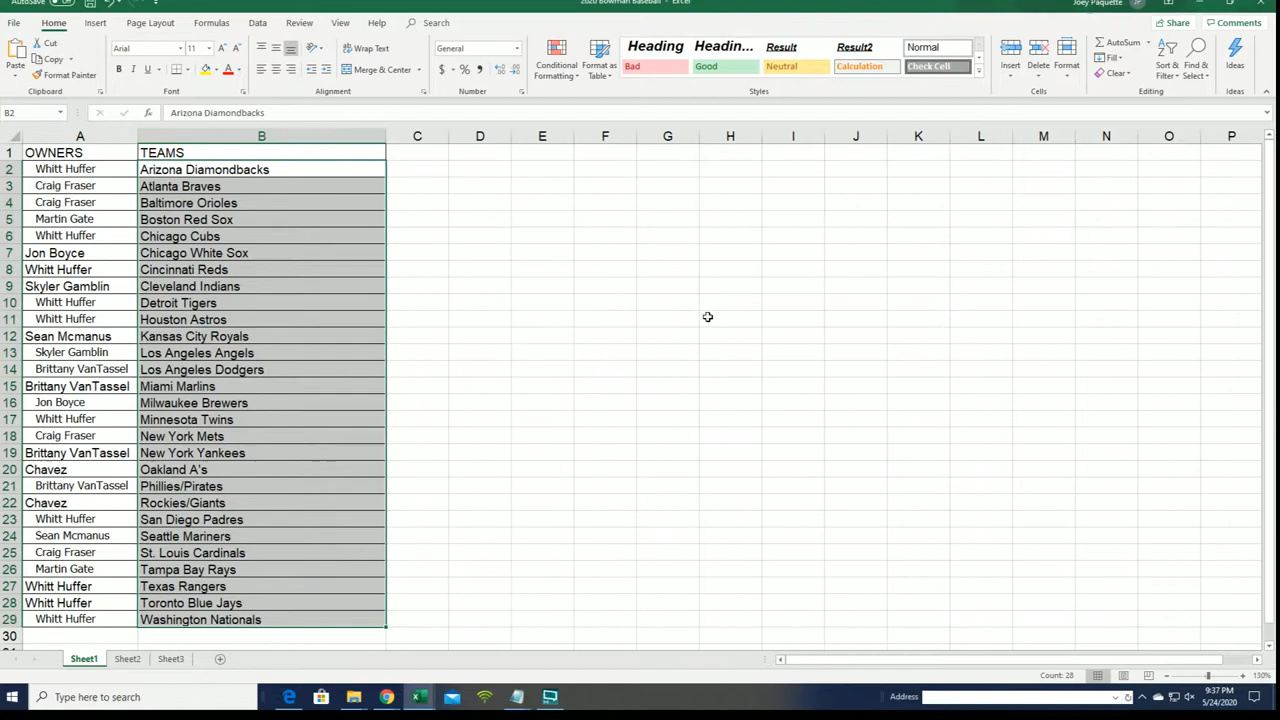 AutoSave Off 2020 Bowman Baseball - Excel Joey Paquette JP
File Home Insert Page Layout Formulas Data Review View Help Search Share Comments
Paste Cut Copy Format Painter Clipboard
Arial 11 A A B I U A Font
Wrap Text Merge & Center Alignment
General $ % , Number
Conditional Formatting Format as Table
Heading Headin... Result Result2 Normal
Bad Good Neutral Calculation Check Cell
Styles
Insert Delete Format Cells
AutoSum Fill Clear Sort & Filter Find & Select Editing
Ideas Ideas
B2 fx Arizona Diamondbacks
A B C D E F G H I J K L M N O P
1 OWNERS TEAMS
2 Whitt Huffer Arizona Diamondbacks
3 Craig Fraser Atlanta Braves
4 Craig Fraser Baltimore Orioles
5 Martin Gate Boston Red Sox
6 Whitt Huffer Chicago Cubs
7 Jon Boyce Chicago White Sox
8 Whitt Huffer Cincinnati Reds
9 Skyler Gamblin Cleveland Indians
10 Whitt Huffer Detroit Tigers
11 Whitt Huffer Houston Astros
12 Sean Mcmanus Kansas City Royals
13 Skyler Gamblin Los Angeles Angels
14 Brittany VanTassel Los Angeles Dodgers
15 Brittany VanTassel Miami Marlins
16 Jon Boyce Milwaukee Brewers
17 Whitt Huffer Minnesota Twins
18 Craig Fraser New York Mets
19 Brittany VanTassel New York Yankees
20 Chavez Oakland A's
21 Brittany VanTassel Phillies/Pirates
22 Chavez Rockies/Giants
23 Whitt Huffer San Diego Padres
24 Sean Mcmanus Seattle Mariners
25 Craig Fraser St. Louis Cardinals
26 Martin Gate Tampa Bay Rays
27 Whitt Huffer Texas Rangers
28 Whitt Huffer Toronto Blue Jays
29 Whitt Huffer Washington Nationals
30
Sheet1 Sheet2 Sheet3
Count: 28 130%
Type here to search Address 9:37 PM
5/24/2020